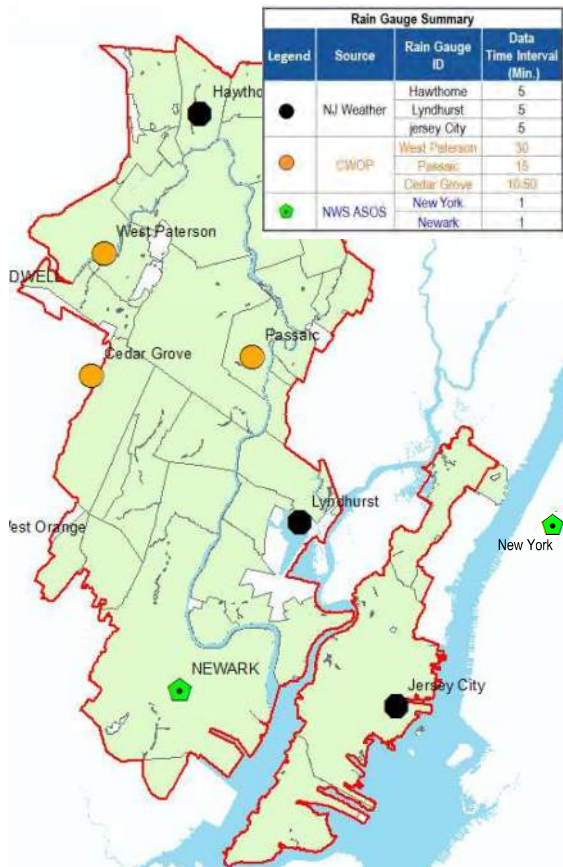 Rain Gauge Summary
Legend Source Rain Gauge ID Data Time Interval (Min.)
NJ Weather
Hawthorne 5
Lyndhurst 5
jersey City 5
CWOP
West Paterson 30
Passaic 15
Cedar Grove 10-50
NWS ASOS
New York 1
Newark 1
Hawtho
West Paterson
DWELL
Passaic
Cedar Grove
Lyndhurst
est Orange
New York
NEWARK
Jersey City